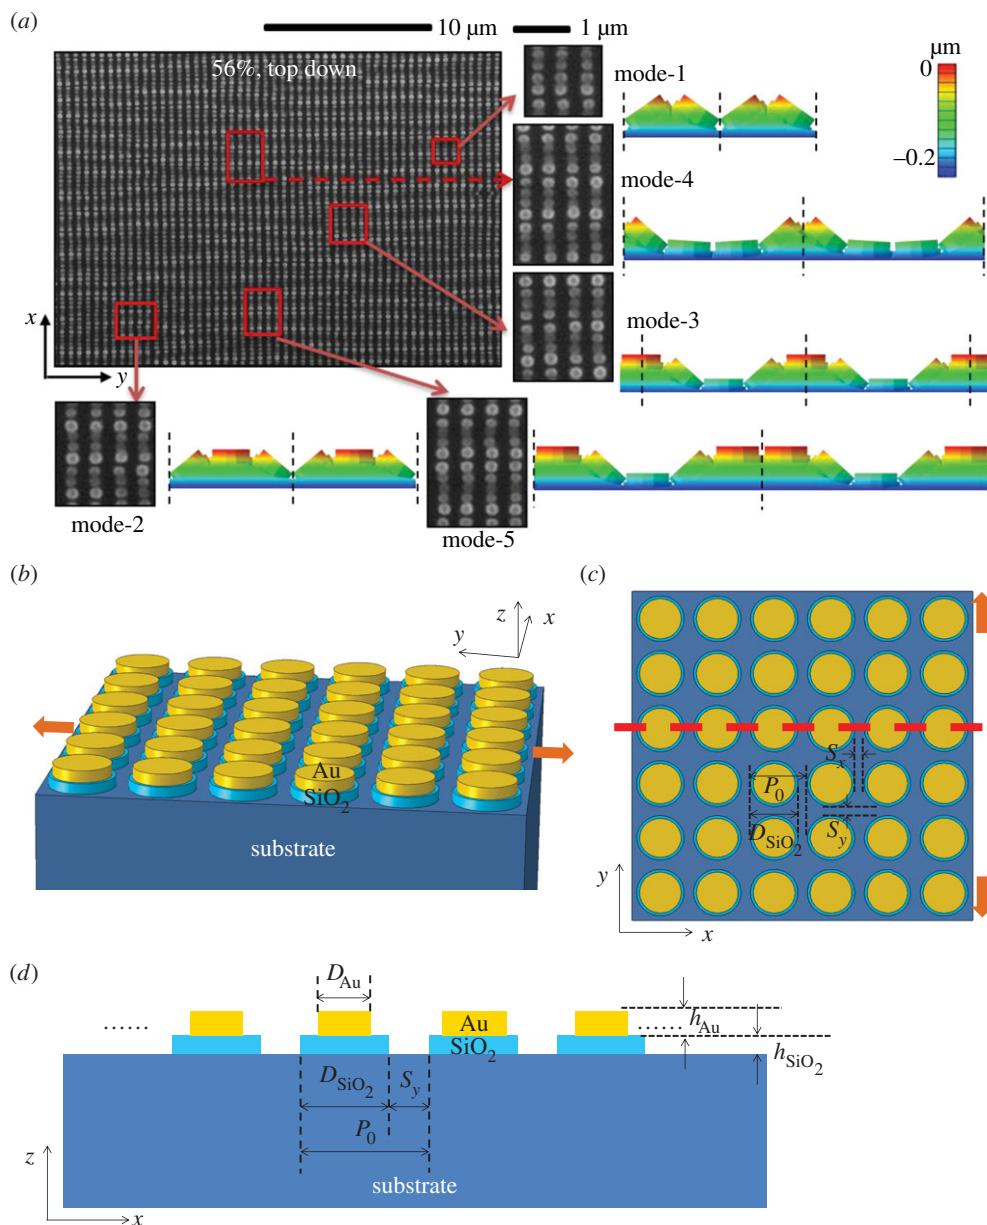 (a)
10 µm
1 µm
56%, top down
mode-1
µm
0
–0.2
mode-4
mode-3
x
y
mode-2
mode-5
(b)
z
x
y
Au
SiO2
substrate
(c)
Sx
P0
DSiO2
Sy
y
x
(d)
DAu
......
Au
SiO2
......
hAu
hSiO2
DSiO2
Sy
P0
z
substrate
x